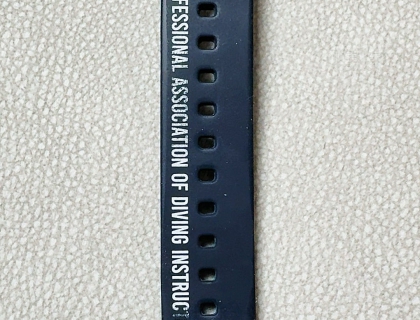 FESSIONAL ASSOCIATION OF DIVING INSTRUC